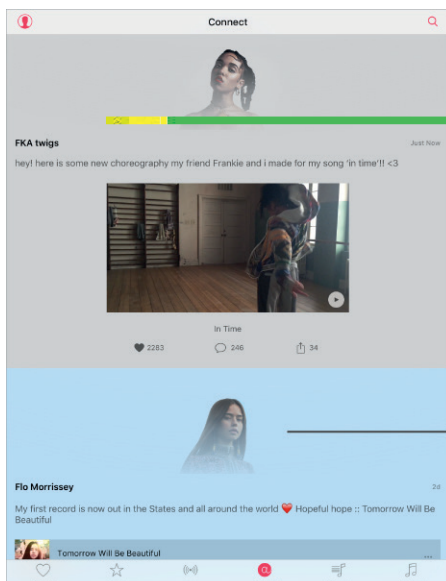 Connect
FKA twigs
Just Now
hey! here is some new choreography my friend Frankie and i made for my song 'in time'!! <3
In Time
2283
246
34
Flo Morrissey
2d
My first record is now out in the States and all around the world ❤️ Hopeful hope :: Tomorrow Will Be
Beautiful
Tomorrow Will Be Beautiful
...